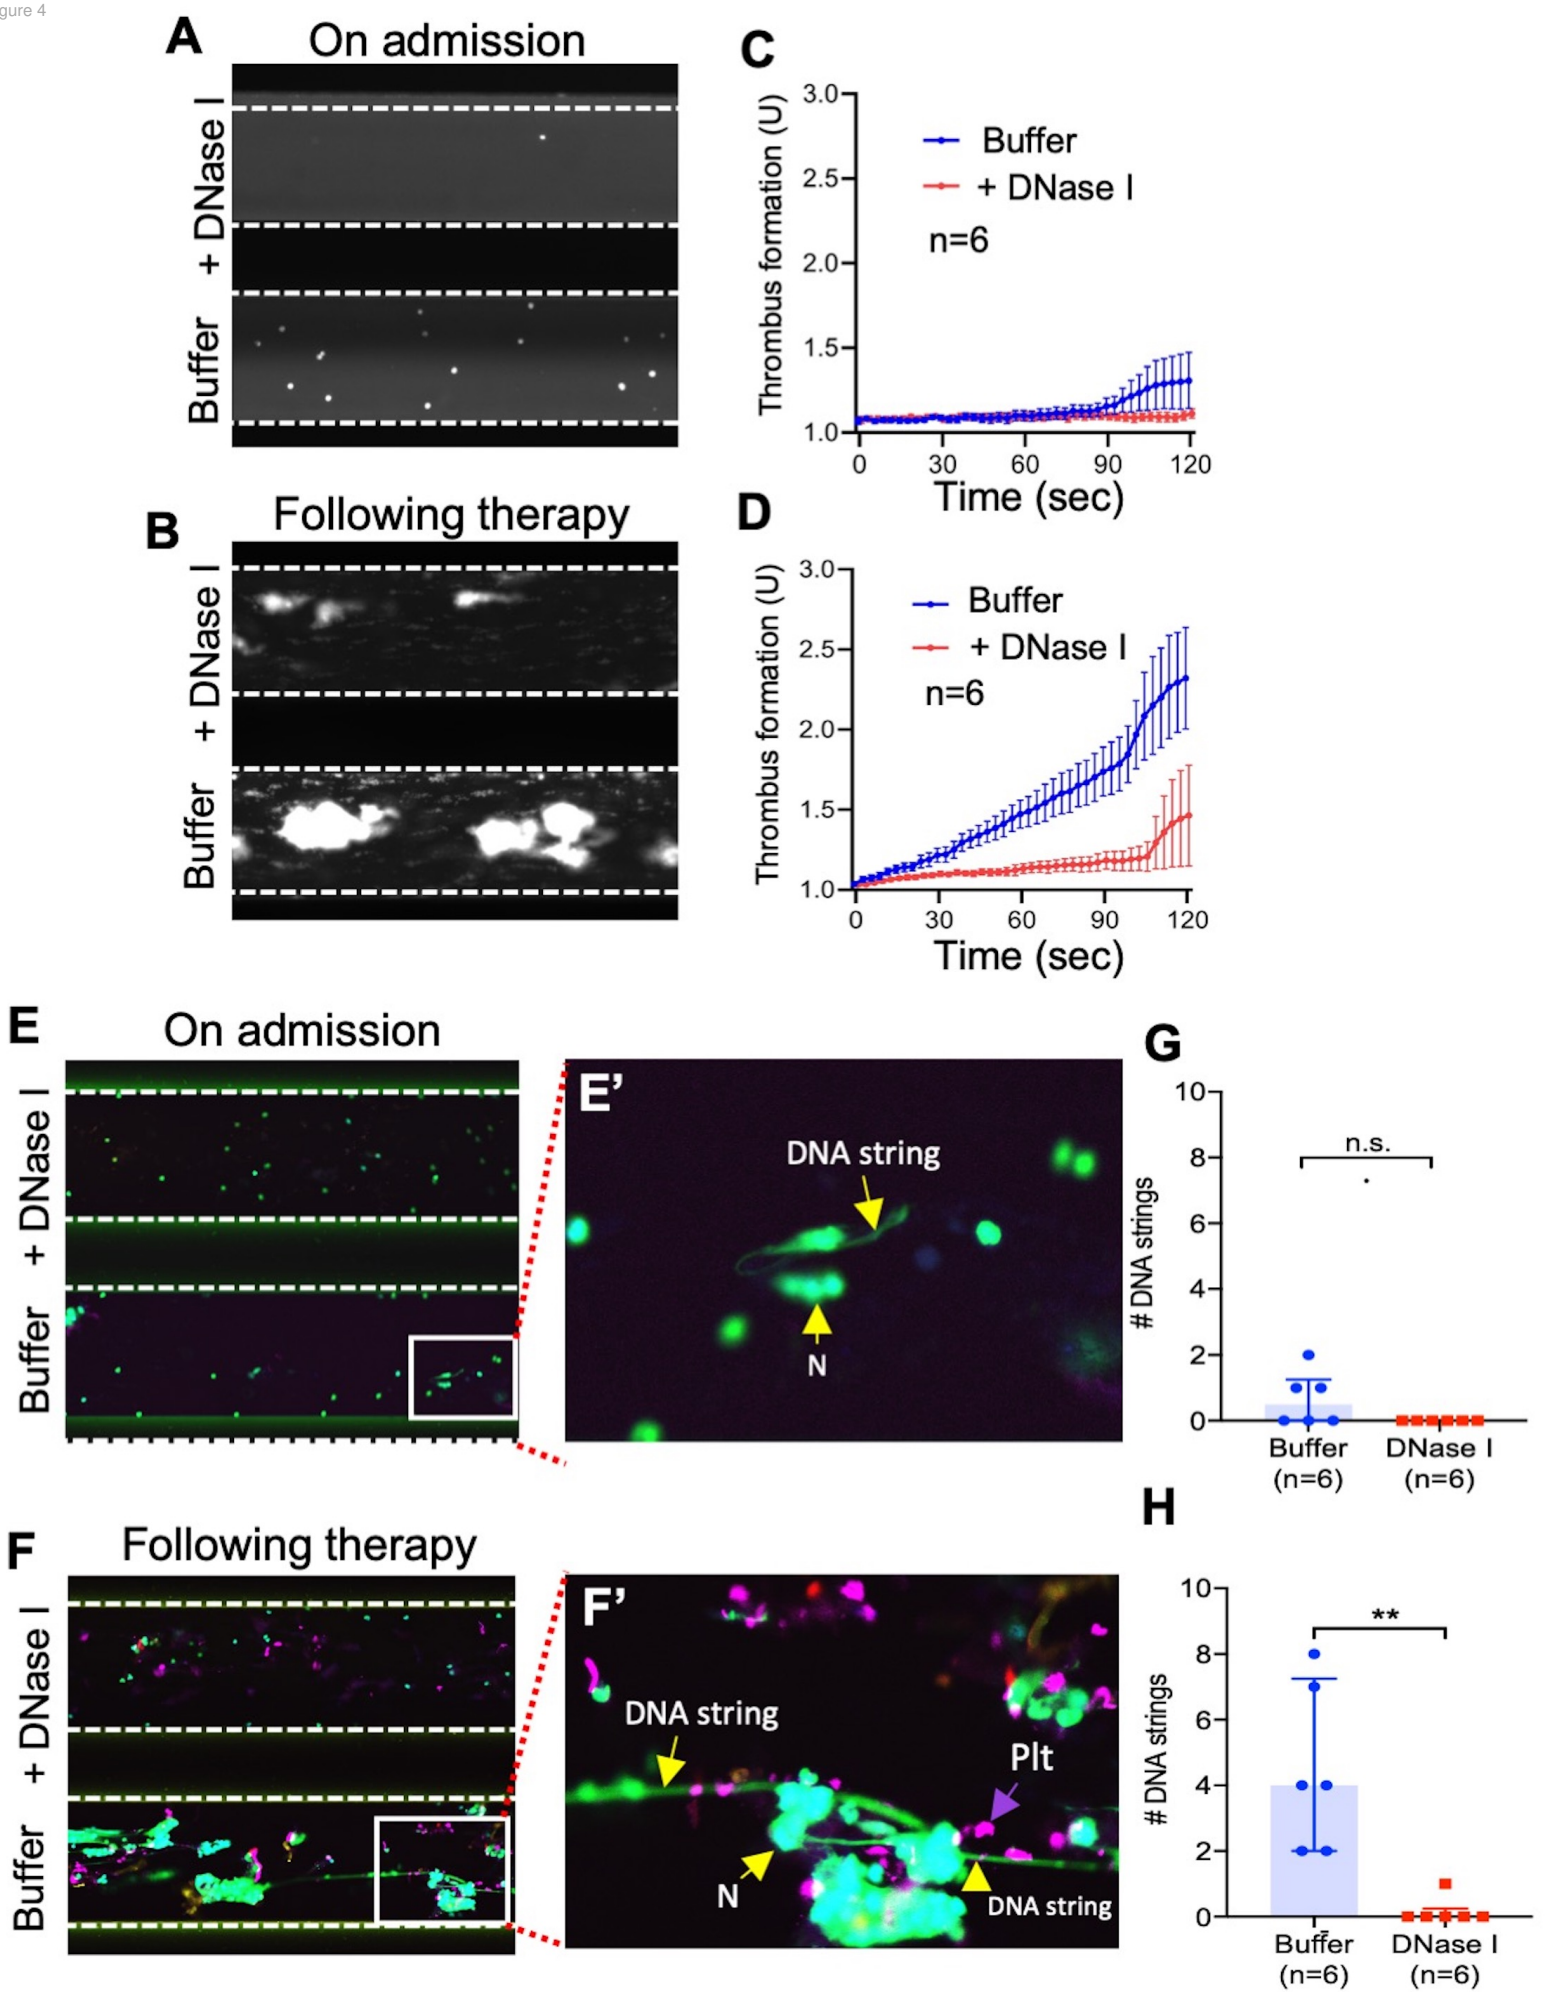 gure 4
A
On admission
+ DNase I
Buffer
B
Following therapy
+ DNase I
Buffer
C
Thrombus formation (U)
3.0
2.5
2.0
1.5
1.0
Buffer
+ DNase I
n=6
0 30 60 90 120
Time (sec)
D
Thrombus formation (U)
3.0
2.5
2.0
1.5
1.0
Buffer
+ DNase I
n=6
0 30 60 90 120
Time (sec)
E
On admission
+ DNase I
Buffer
E’
DNA string
N
G
# DNA strings
10
8
6
4
2
0
n.s.
Buffer DNase I
(n=6) (n=6)
F
Following therapy
+ DNase I
Buffer
F’
DNA string
Plt
N
DNA string
H
# DNA strings
10
8
6
4
2
0
**
Buffer DNase I
(n=6) (n=6)